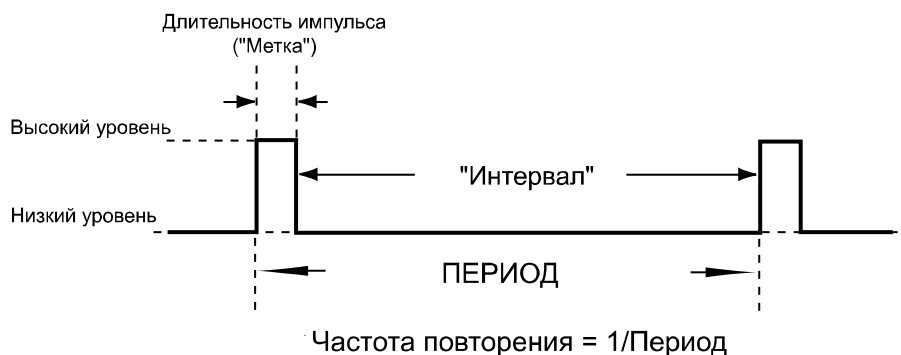 Длительность импульса
("Метка")
Высокий уровень
"Интервал"
Низкий уровень
ПЕРИОД
Частота повторения = 1/Период